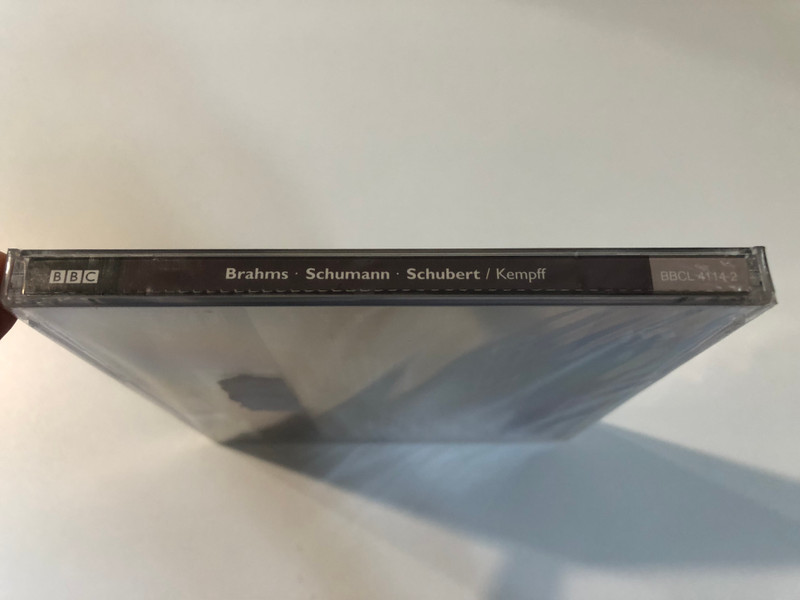 BBC Brahms · Schumann · Schubert / Kempff BBCL 4114-2